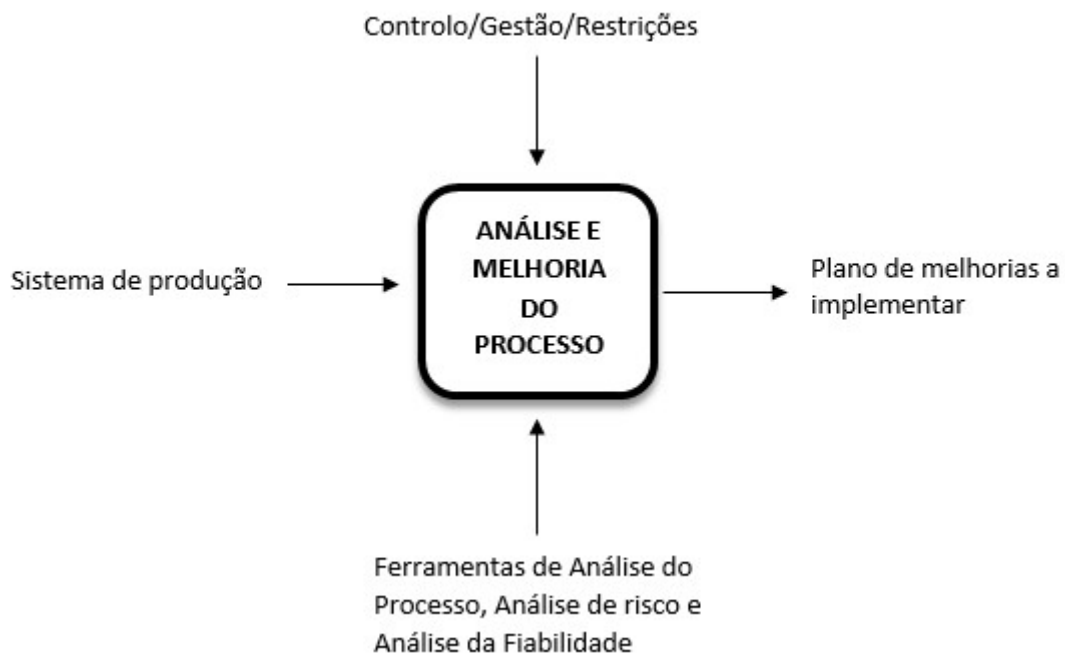 Controlo/Gestão/Restrições
ANÁLISE E
MELHORIA
DO
PROCESSO
Sistema de produção
Plano de melhorias a
implementar
Ferramentas de Análise do
Processo, Análise de risco e
Análise da Fiabilidade